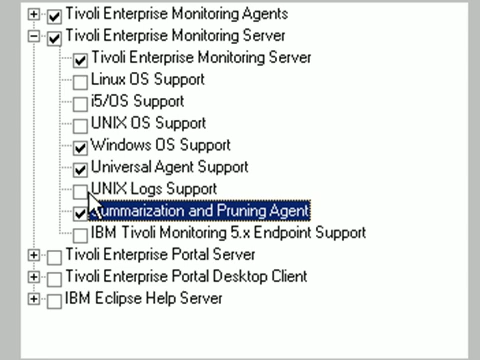 Tivoli Enterprise Monitoring Agents
Tivoli Enterprise Monitoring Server
Tivoli Enterprise Monitoring Server
Linux OS Support
i5/OS Support
UNIX OS Support
Windows OS Support
Universal Agent Support
UNIX Logs Support
Summarization and Pruning Agent
IBM Tivoli Monitoring 5.x Endpoint Support
Tivoli Enterprise Portal Server
Tivoli Enterprise Portal Desktop Client
IBM Eclipse Help Server